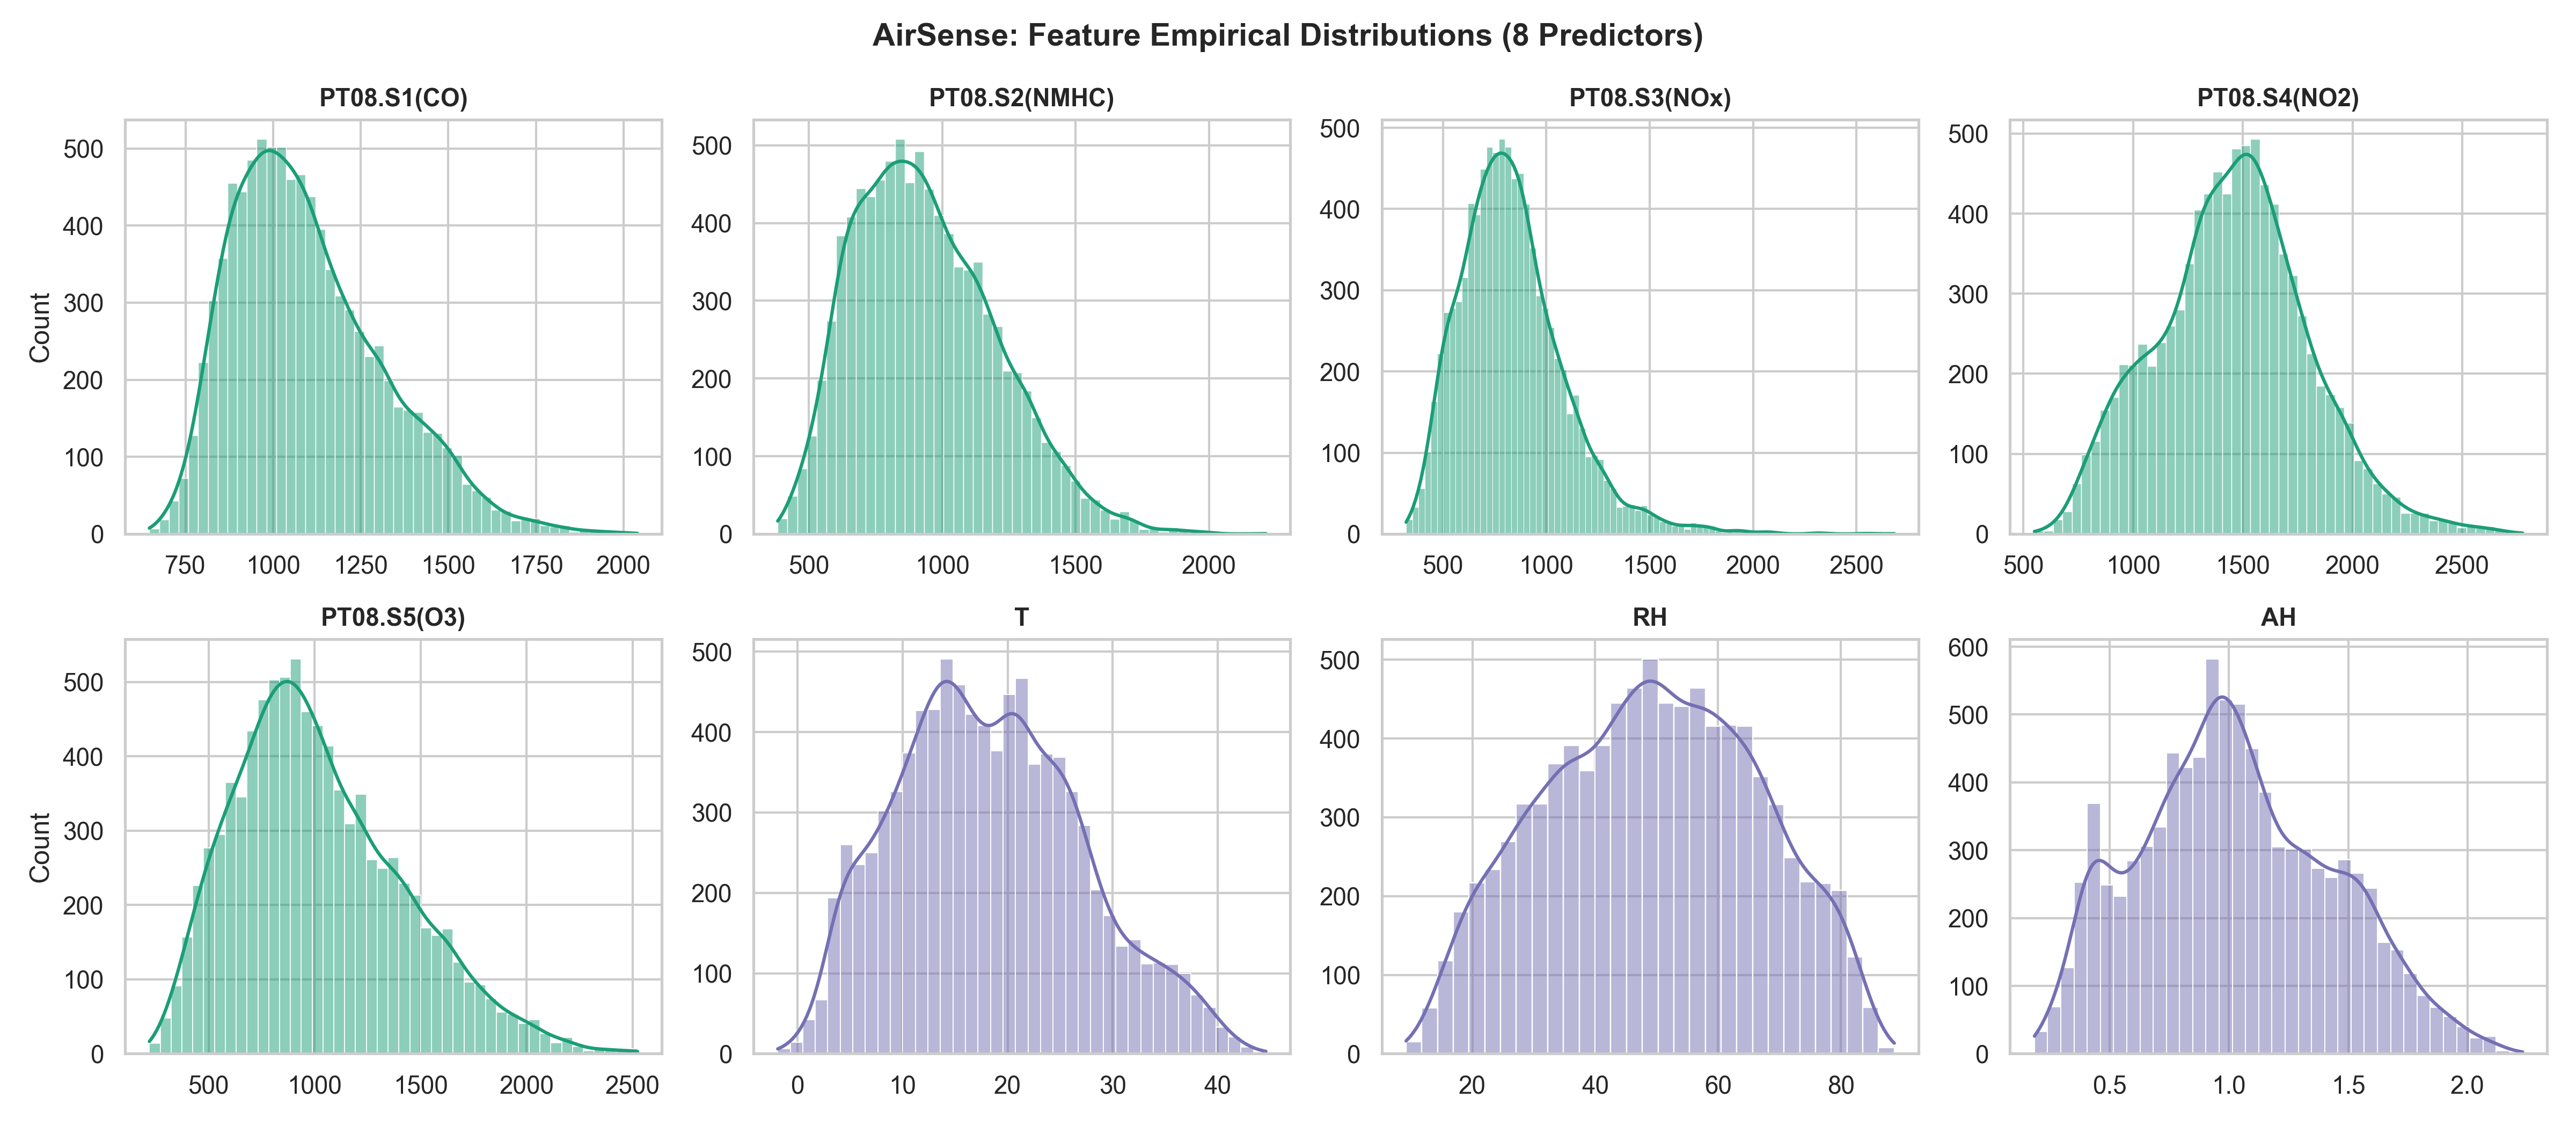 AirSense: Feature Empirical Distributions (8 Predictors)
PT08.S1(CO)
PT08.S2(NMHC)
PT08.S3(NOx)
PT08.S4(NO2)
Count
500
400
300
200
100
0
750 1000 1250 1500 1750 2000
500
400
300
200
100
0
500 1000 1500 2000
500
400
300
200
100
0
500 1000 1500 2000 2500
500
400
300
200
100
0
500 1000 1500 2000 2500
PT08.S5(O3)
T
RH
AH
Count
500
400
300
200
100
0
500 1000 1500 2000 2500
500
400
300
200
100
0
0 10 20 30 40
500
400
300
200
100
0
20 40 60 80
600
500
400
300
200
100
0
0.5 1.0 1.5 2.0